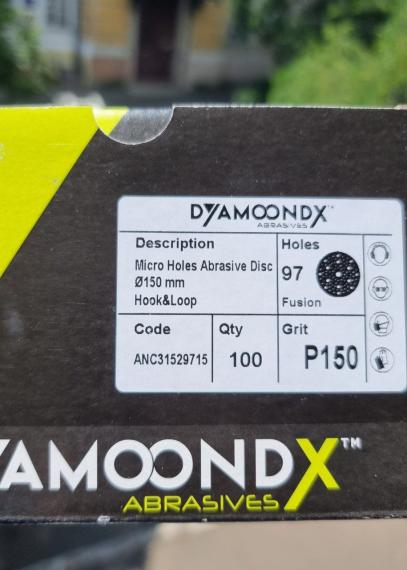 DYAMOONDX™
ABRASIVES
Description
Micro Holes Abrasive Disc
Ø150 mm
Hook&Loop
Holes
97
Fusion
Code
ANC31529715
Qty
100
Grit
P150
YAMOONDX™
ABRASIVES